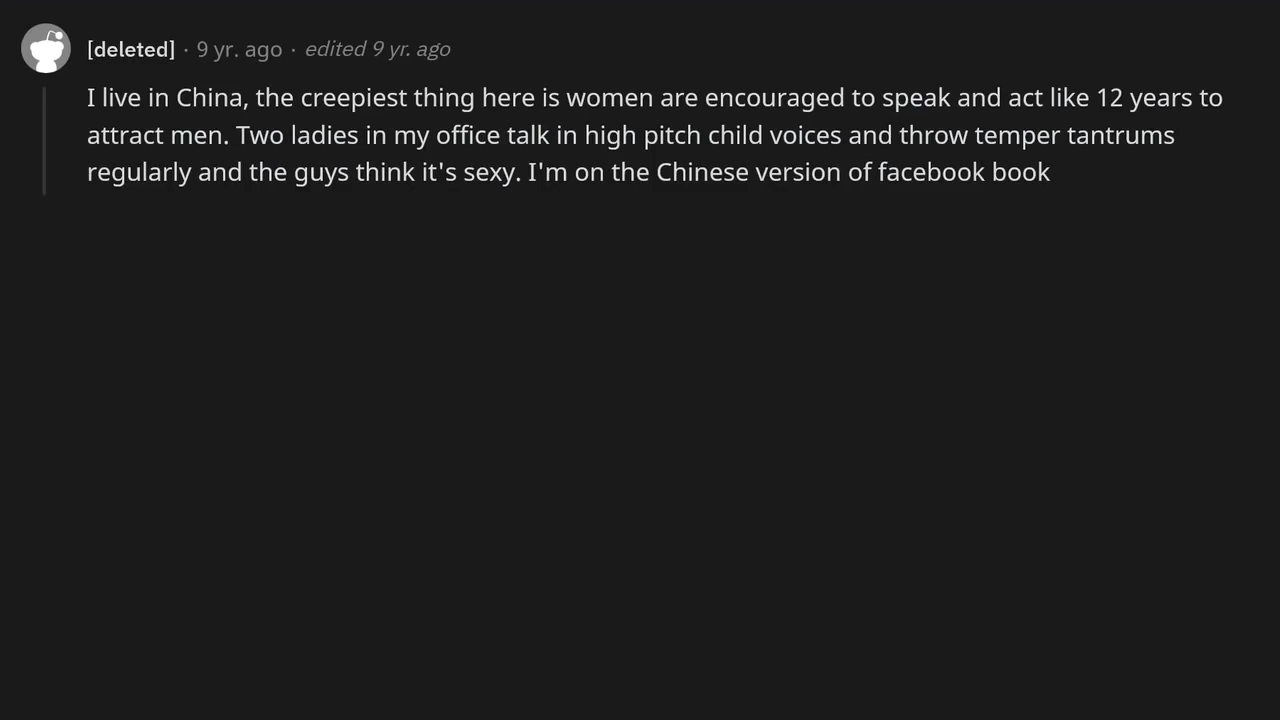 [deleted] · 9 yr. ago · edited 9 yr. ago
I live in China, the creepiest thing here is women are encouraged to speak and act like 12 years to
attract men. Two ladies in my office talk in high pitch child voices and throw temper tantrums
regularly and the guys think it's sexy. I'm on the Chinese version of facebook book